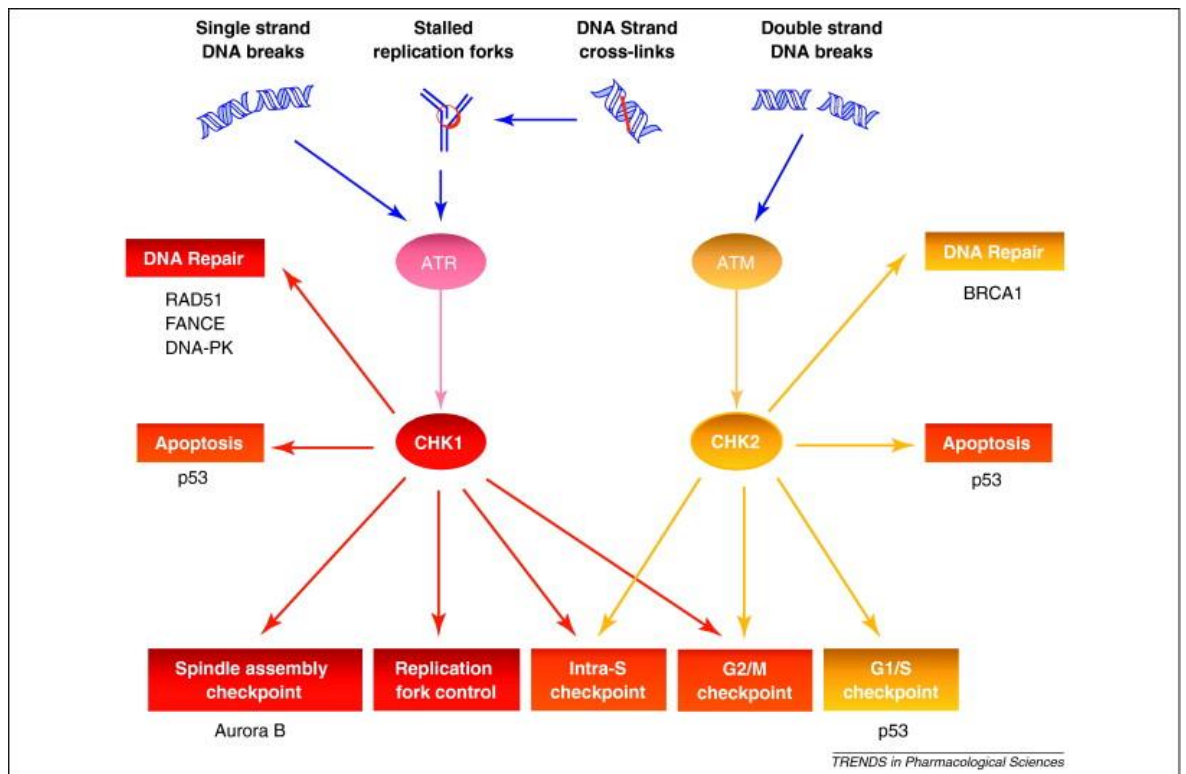 Single strand
DNA breaks
Stalled
replication forks
DNA Strand
cross-links
Double strand
DNA breaks
ATR
ATM
DNA Repair
RAD51
FANCE
DNA-PK
DNA Repair
BRCA1
Apoptosis
p53
CHK1
CHK2
Apoptosis
p53
Spindle assembly
checkpoint
Aurora B
Replication
fork control
Intra-S
checkpoint
G2/M
checkpoint
G1/S
checkpoint
p53
TRENDS in Pharmacological Sciences